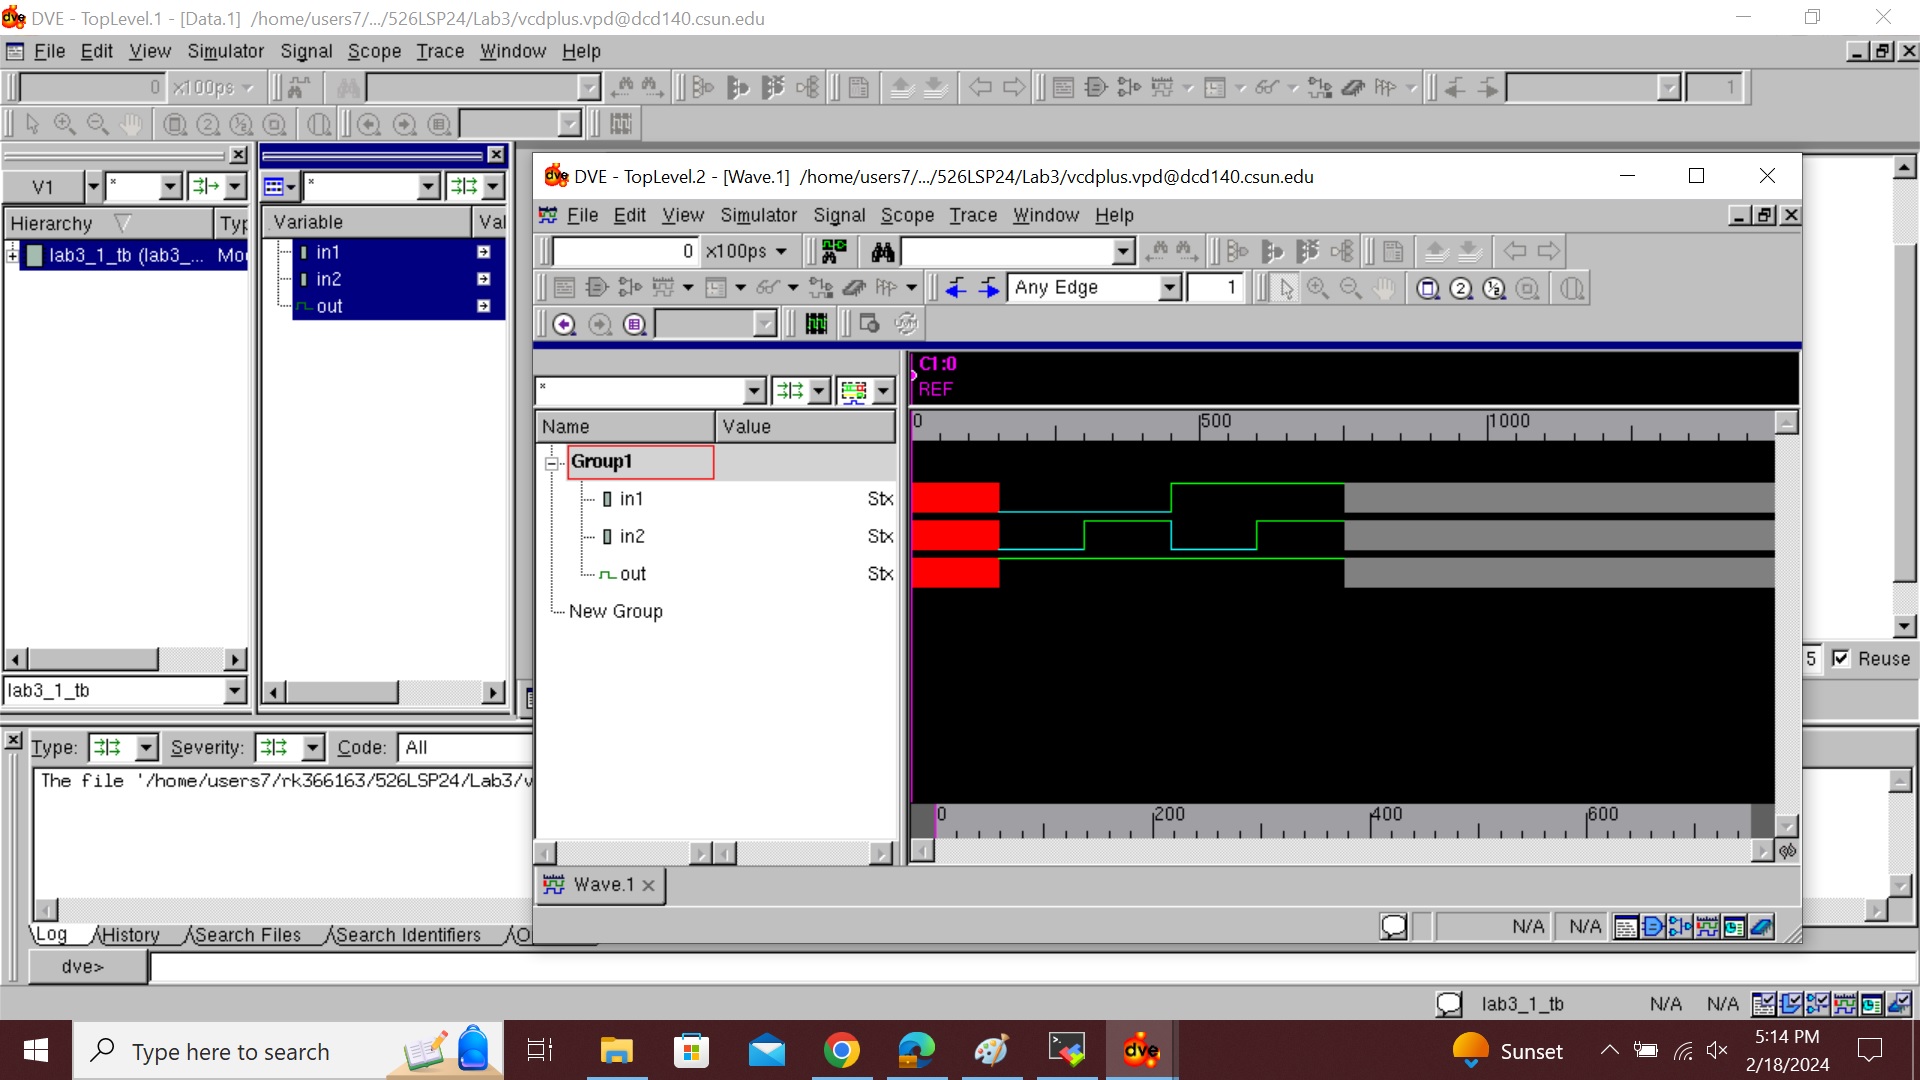 DVE - TopLevel.1 - [Data.1] /home/users7/.../526LSP24/Lab3/vcdplus.vpd@dcd140.csun.edu
File Edit View Simulator Signal Scope Trace Window Help
0 x100ps 1
V1 * *
Hierarchy Typ Variable Val
lab3_1_tb (lab3_... Mo
in1
in2
out
lab3_1_tb
DVE - TopLevel.2 - [Wave.1] /home/users7/.../526LSP24/Lab3/vcdplus.vpd@dcd140.csun.edu
File Edit View Simulator Signal Scope Trace Window Help
0 x100ps
Any Edge 1
C1:0
REF
*
Name Value
0 500 1000
Group1
in1 Stx
in2 Stx
out Stx
New Group
0 200 400 600
Wave.1
N/A N/A
5 Reuse
Type: Severity: Code: All
The file '/home/users7/rk366163/526LSP24/Lab3/v
Log History Search Files Search Identifiers O
dve>
lab3_1_tb N/A N/A
Type here to search
dve
Sunset
5:14 PM
2/18/2024